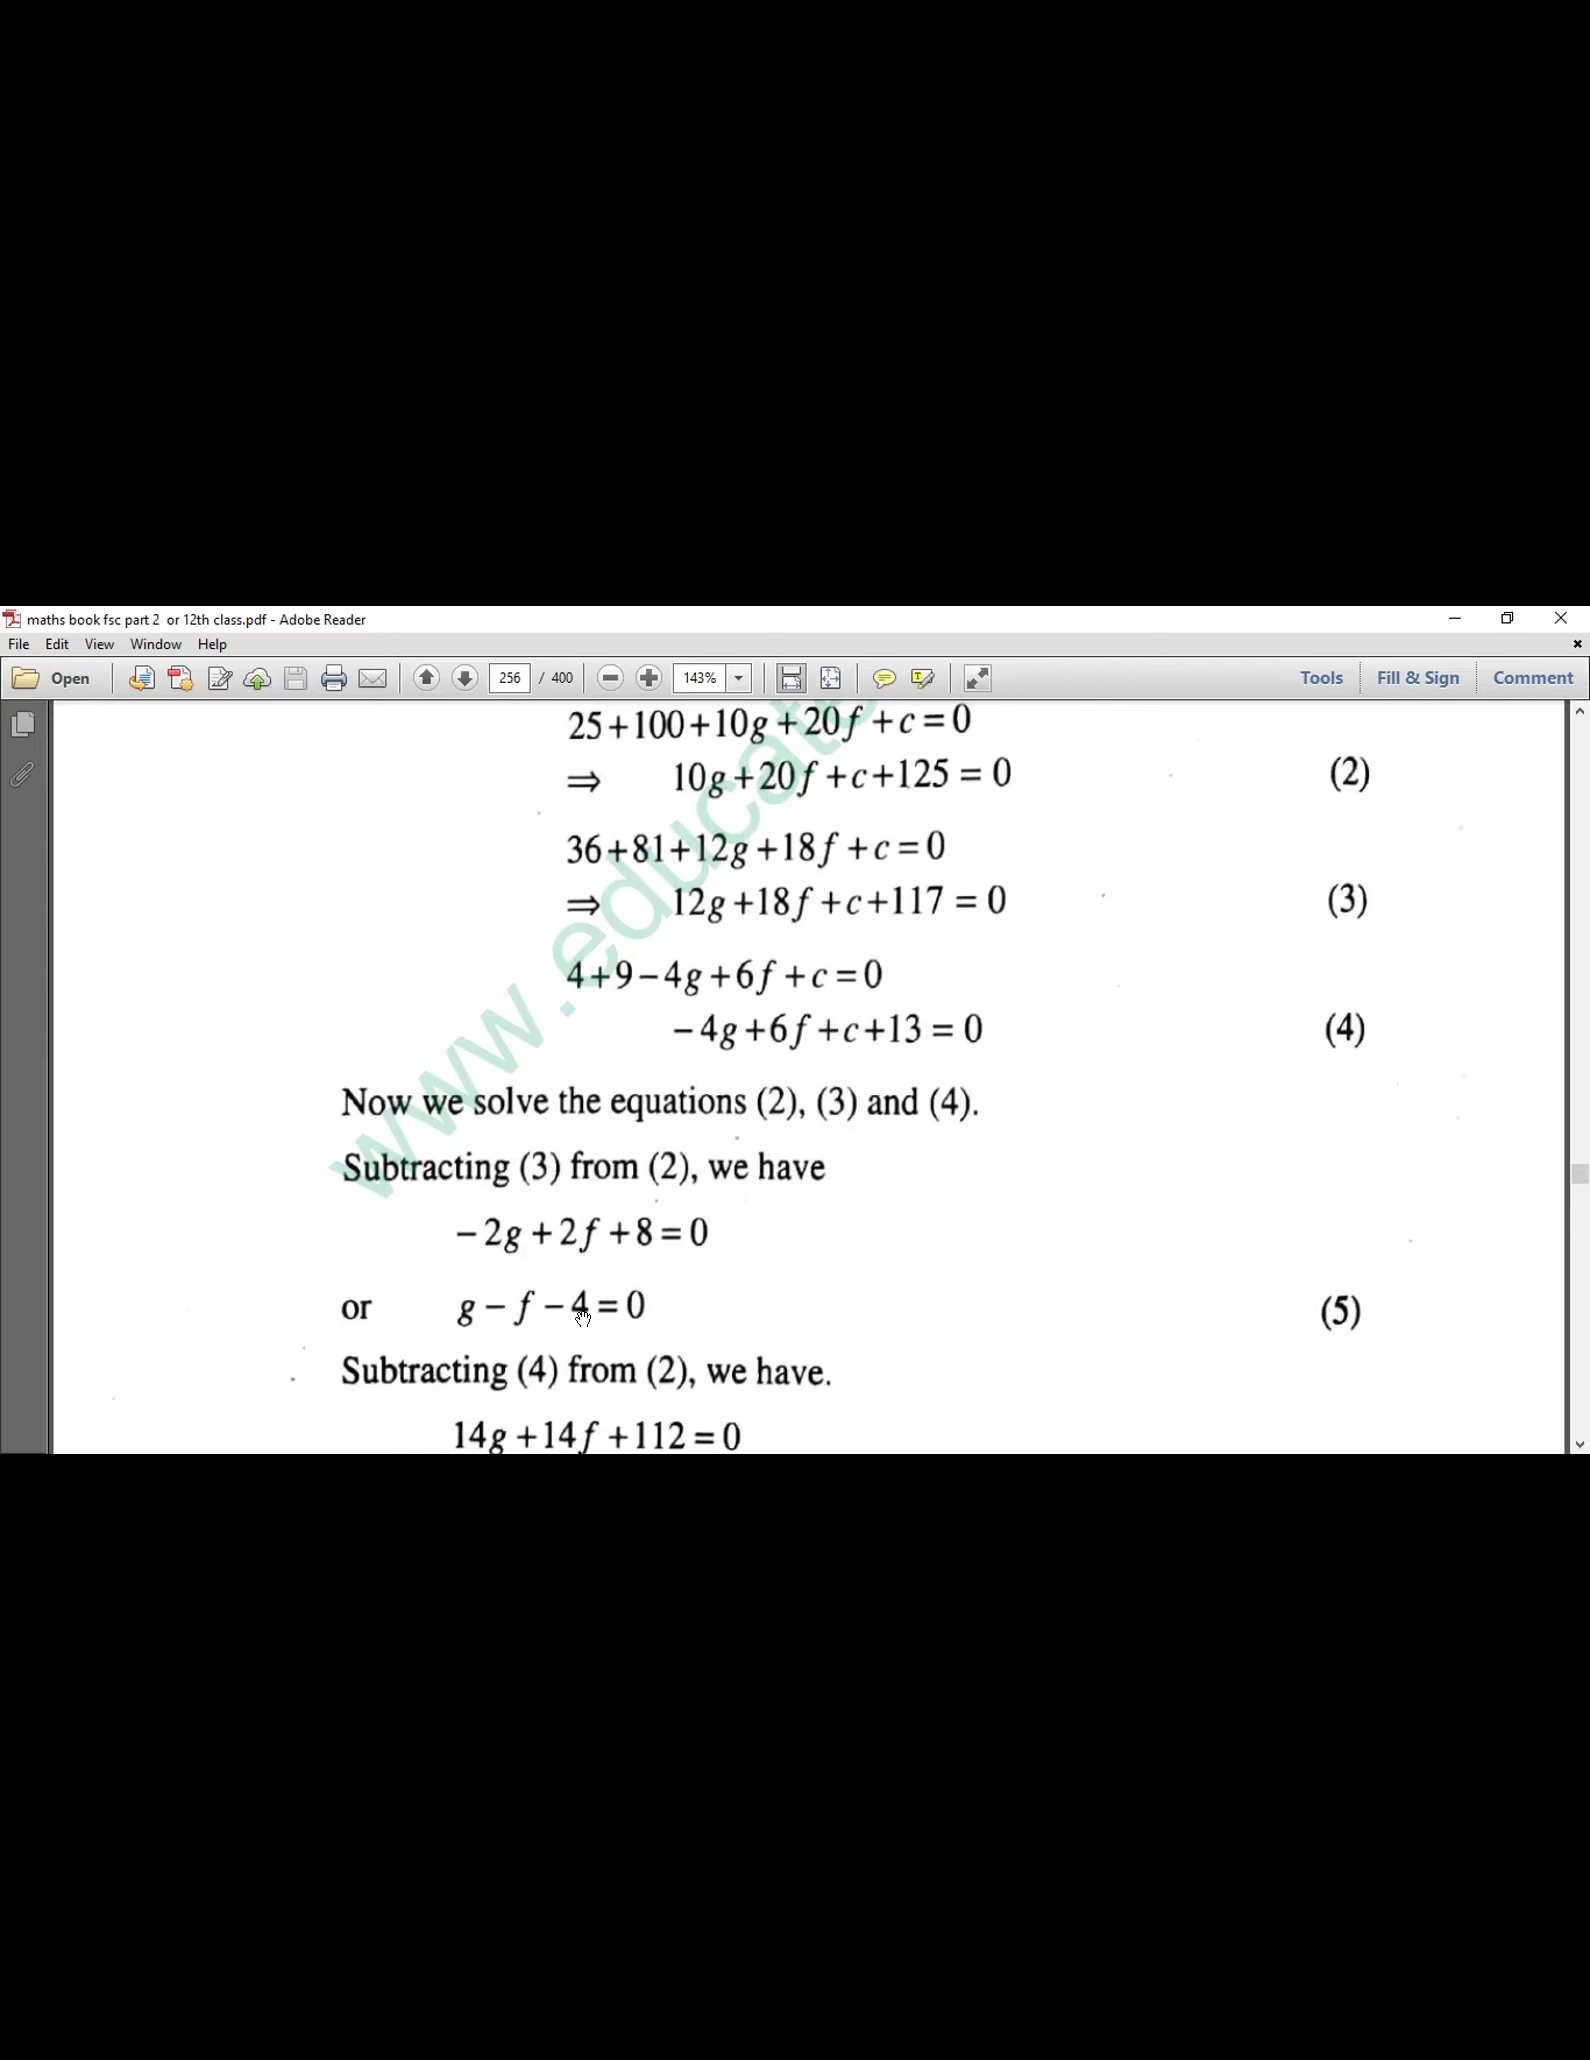 maths book fsc part 2 or 12th class.pdf - Adobe Reader
File Edit View Window Help
Open 256 / 400 143% Tools Fill & Sign Comment
25+100+10g+20f+c=0
⇒ 10g+20f+c+125 = 0 (2)
36+81+12g+18f+c=0
⇒ 12g+18f+c+117 = 0 (3)
4+9−4g+6f+c=0
−4g+6f+c+13 = 0 (4)
Now we solve the equations (2), (3) and (4).
Subtracting (3) from (2), we have
−2g+2f+8=0
or g−f−4=0 (5)
Subtracting (4) from (2), we have.
14g+14f+112=0
www.educat